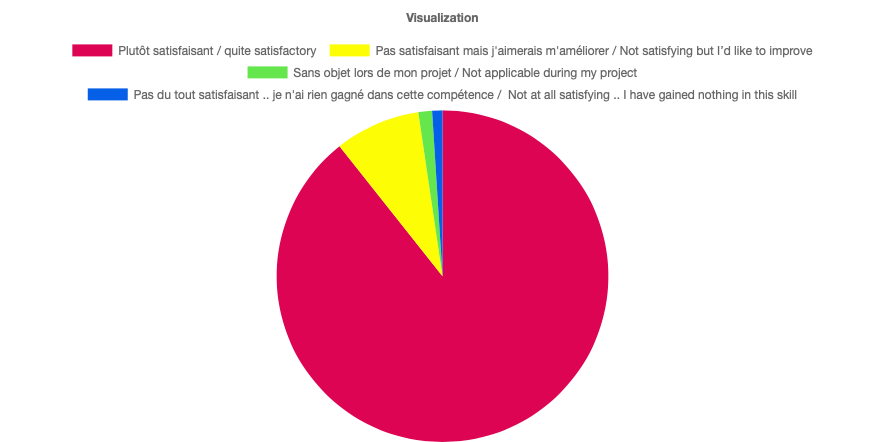 Visualization
Plutôt satisfaisant / quite satisfactory Pas satisfaisant mais j'aimerais m'améliorer / Not satisfying but I'd like to improve
Sans objet lors de mon projet / Not applicable during my project
Pas du tout satisfaisant .. je n'ai rien gagné dans cette compétence /  Not at all satisfying .. I have gained nothing in this skill